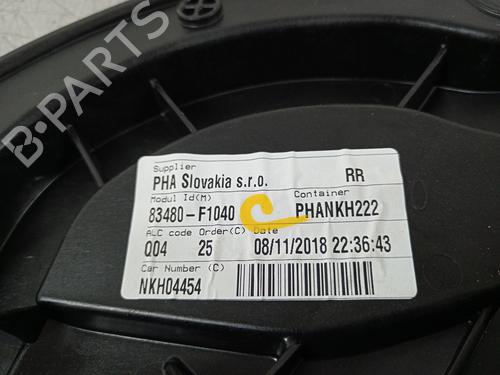 B-PARTS
Supplier
PHA Slovakia s.r.o. RR
Modul Id(M) Container
83480-F1040 C PHANKH222
ALC code Order(C) Date
Q04 25 08/11/2018 22:36:43
Car Number (C)
NKH04454